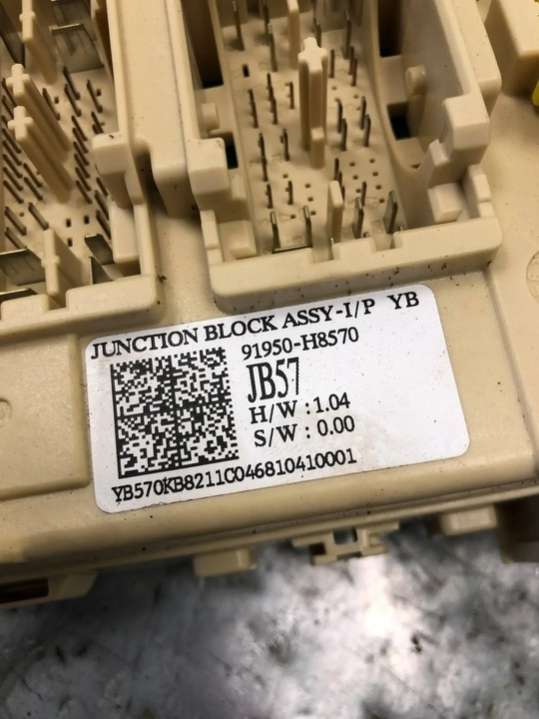 JUNCTION BLOCK ASSY-I/P YB
91950-H8570
JB57
H/W : 1.04
S/W : 0.00
YB570KB8211C046810410001